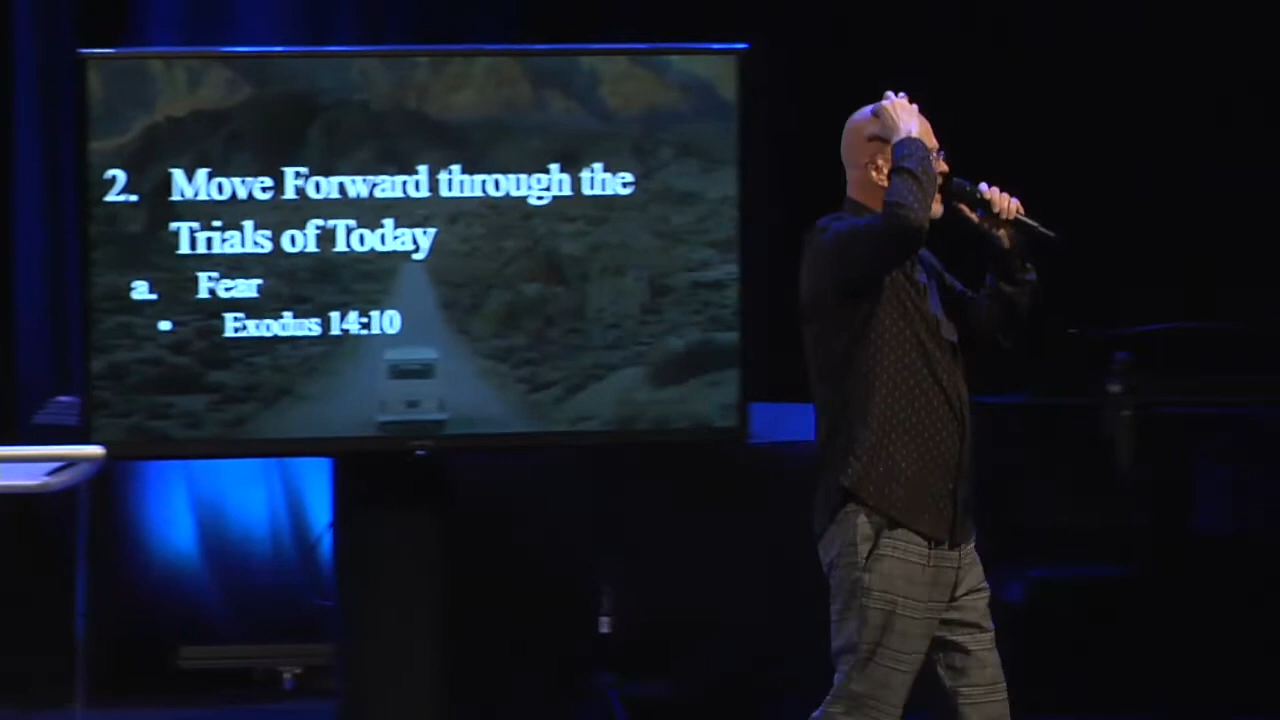 2. Move Forward through the
Trials of Today
a. Fear
• Exodus 14:10